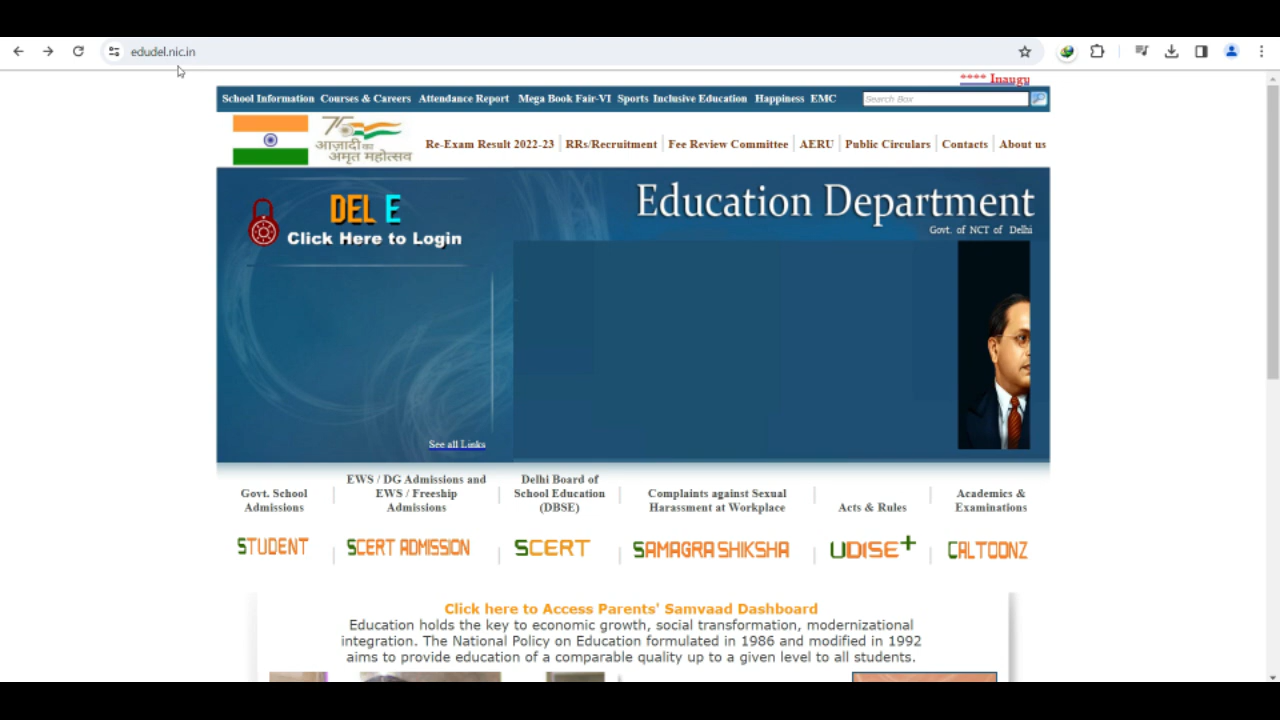 edudel.nic.in
**** Inaugu
School Information Courses & Careers Attendance Report Mega Book Fair-VI Sports Inclusive Education Happiness EMC Search Box
75 आज़ादी का
अमृत महोत्सव
Re-Exam Result 2022-23 RRs/Recruitment Fee Review Committee AERU Public Circulars Contacts About us
DEL E
Click Here to Login
Education Department
Govt. of NCT of Delhi
See all Links
Govt. School
Admissions
EWS / DG Admissions and
EWS / Freeship
Admissions
Delhi Board of
School Education
(DBSE)
Complaints against Sexual
Harassment at Workplace
Acts & Rules
Academics &
Examinations
STUDENT SCERT ADMISSION SCERT SAMAGRA SHIKSHA UDISE+ CALTOONZ
Click here to Access Parents' Samvaad Dashboard
Education holds the key to economic growth, social transformation, modernizational
integration. The National Policy on Education formulated in 1986 and modified in 1992
aims to provide education of a comparable quality up to a given level to all students.